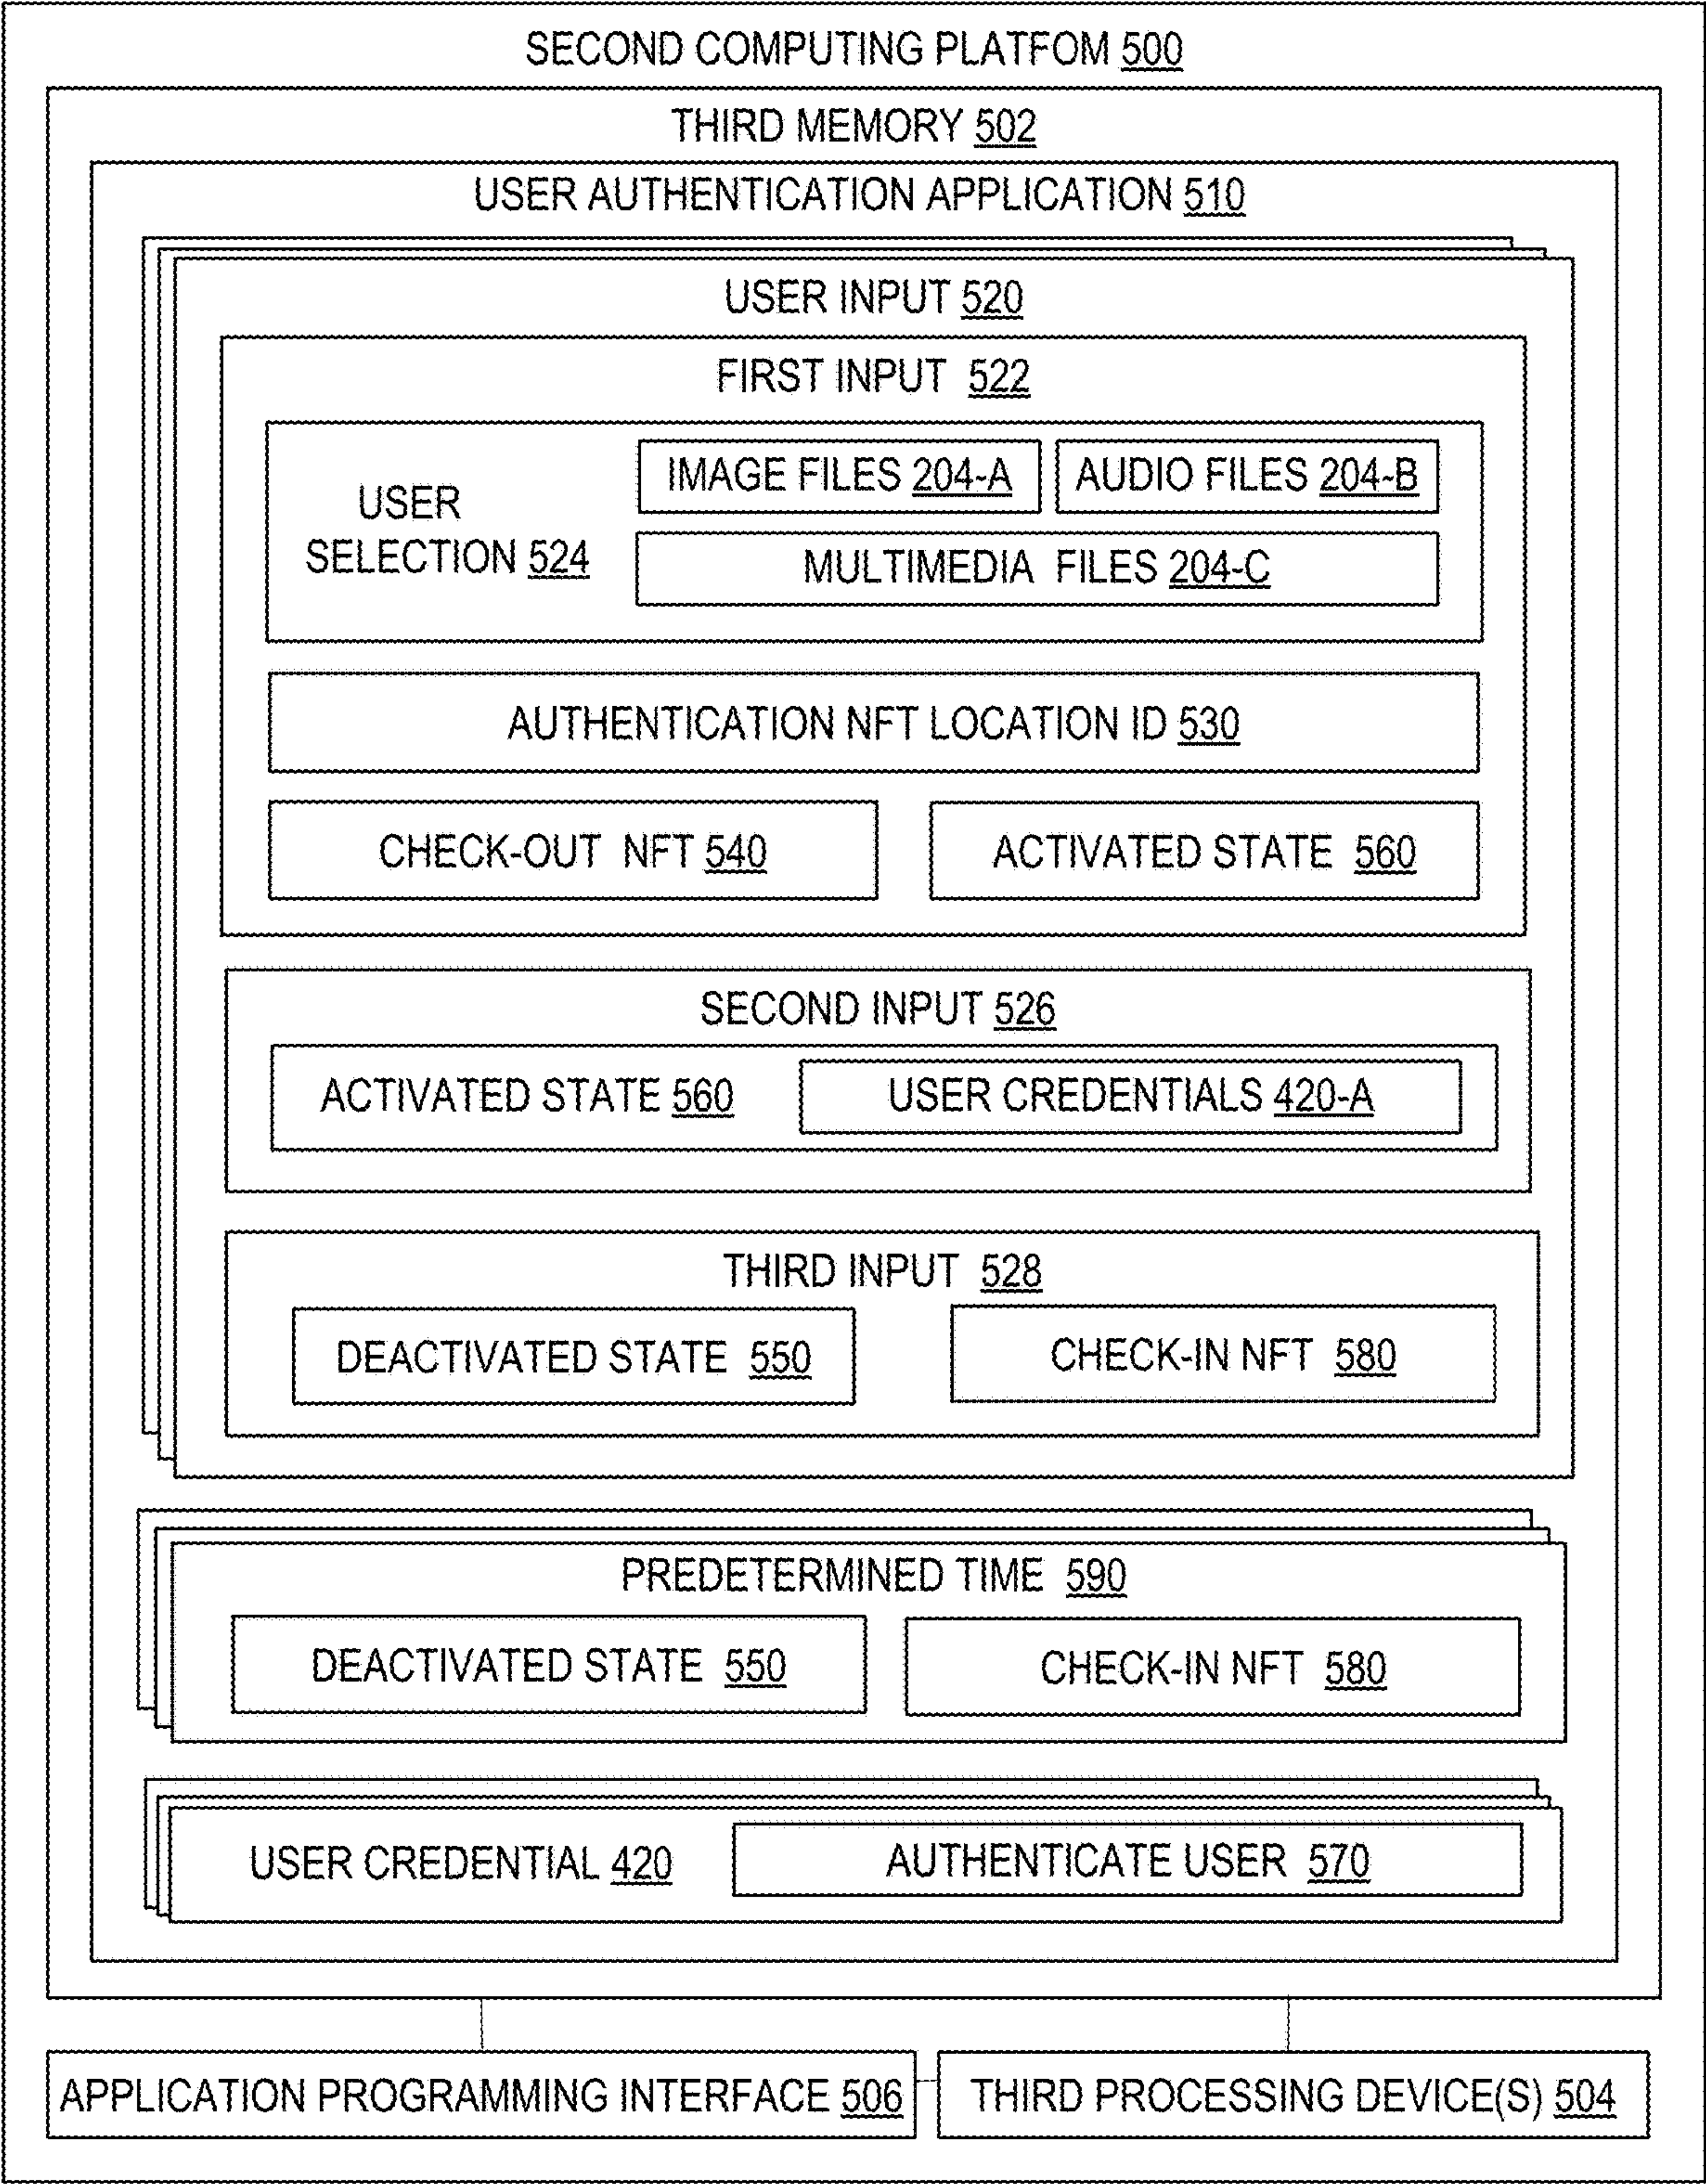 SECOND COMPUTING PLATFOM 500
THIRD MEMORY 502
USER AUTHENTICATION APPLICATION 510
USER INPUT 520
FIRST INPUT 522
USER
SELECTION 524
IMAGE FILES 204-A
AUDIO FILES 204-B
MULTIMEDIA FILES 204-C
AUTHENTICATION NFT LOCATION ID 530
CHECK-OUT NFT 540
ACTIVATED STATE 560
SECOND INPUT 526
ACTIVATED STATE 560
USER CREDENTIALS 420-A
THIRD INPUT 528
DEACTIVATED STATE 550
CHECK-IN NFT 580
PREDETERMINED TIME 590
DEACTIVATED STATE 550
CHECK-IN NFT 580
USER CREDENTIAL 420
AUTHENTICATE USER 570
APPLICATION PROGRAMMING INTERFACE 506
THIRD PROCESSING DEVICE(S) 504